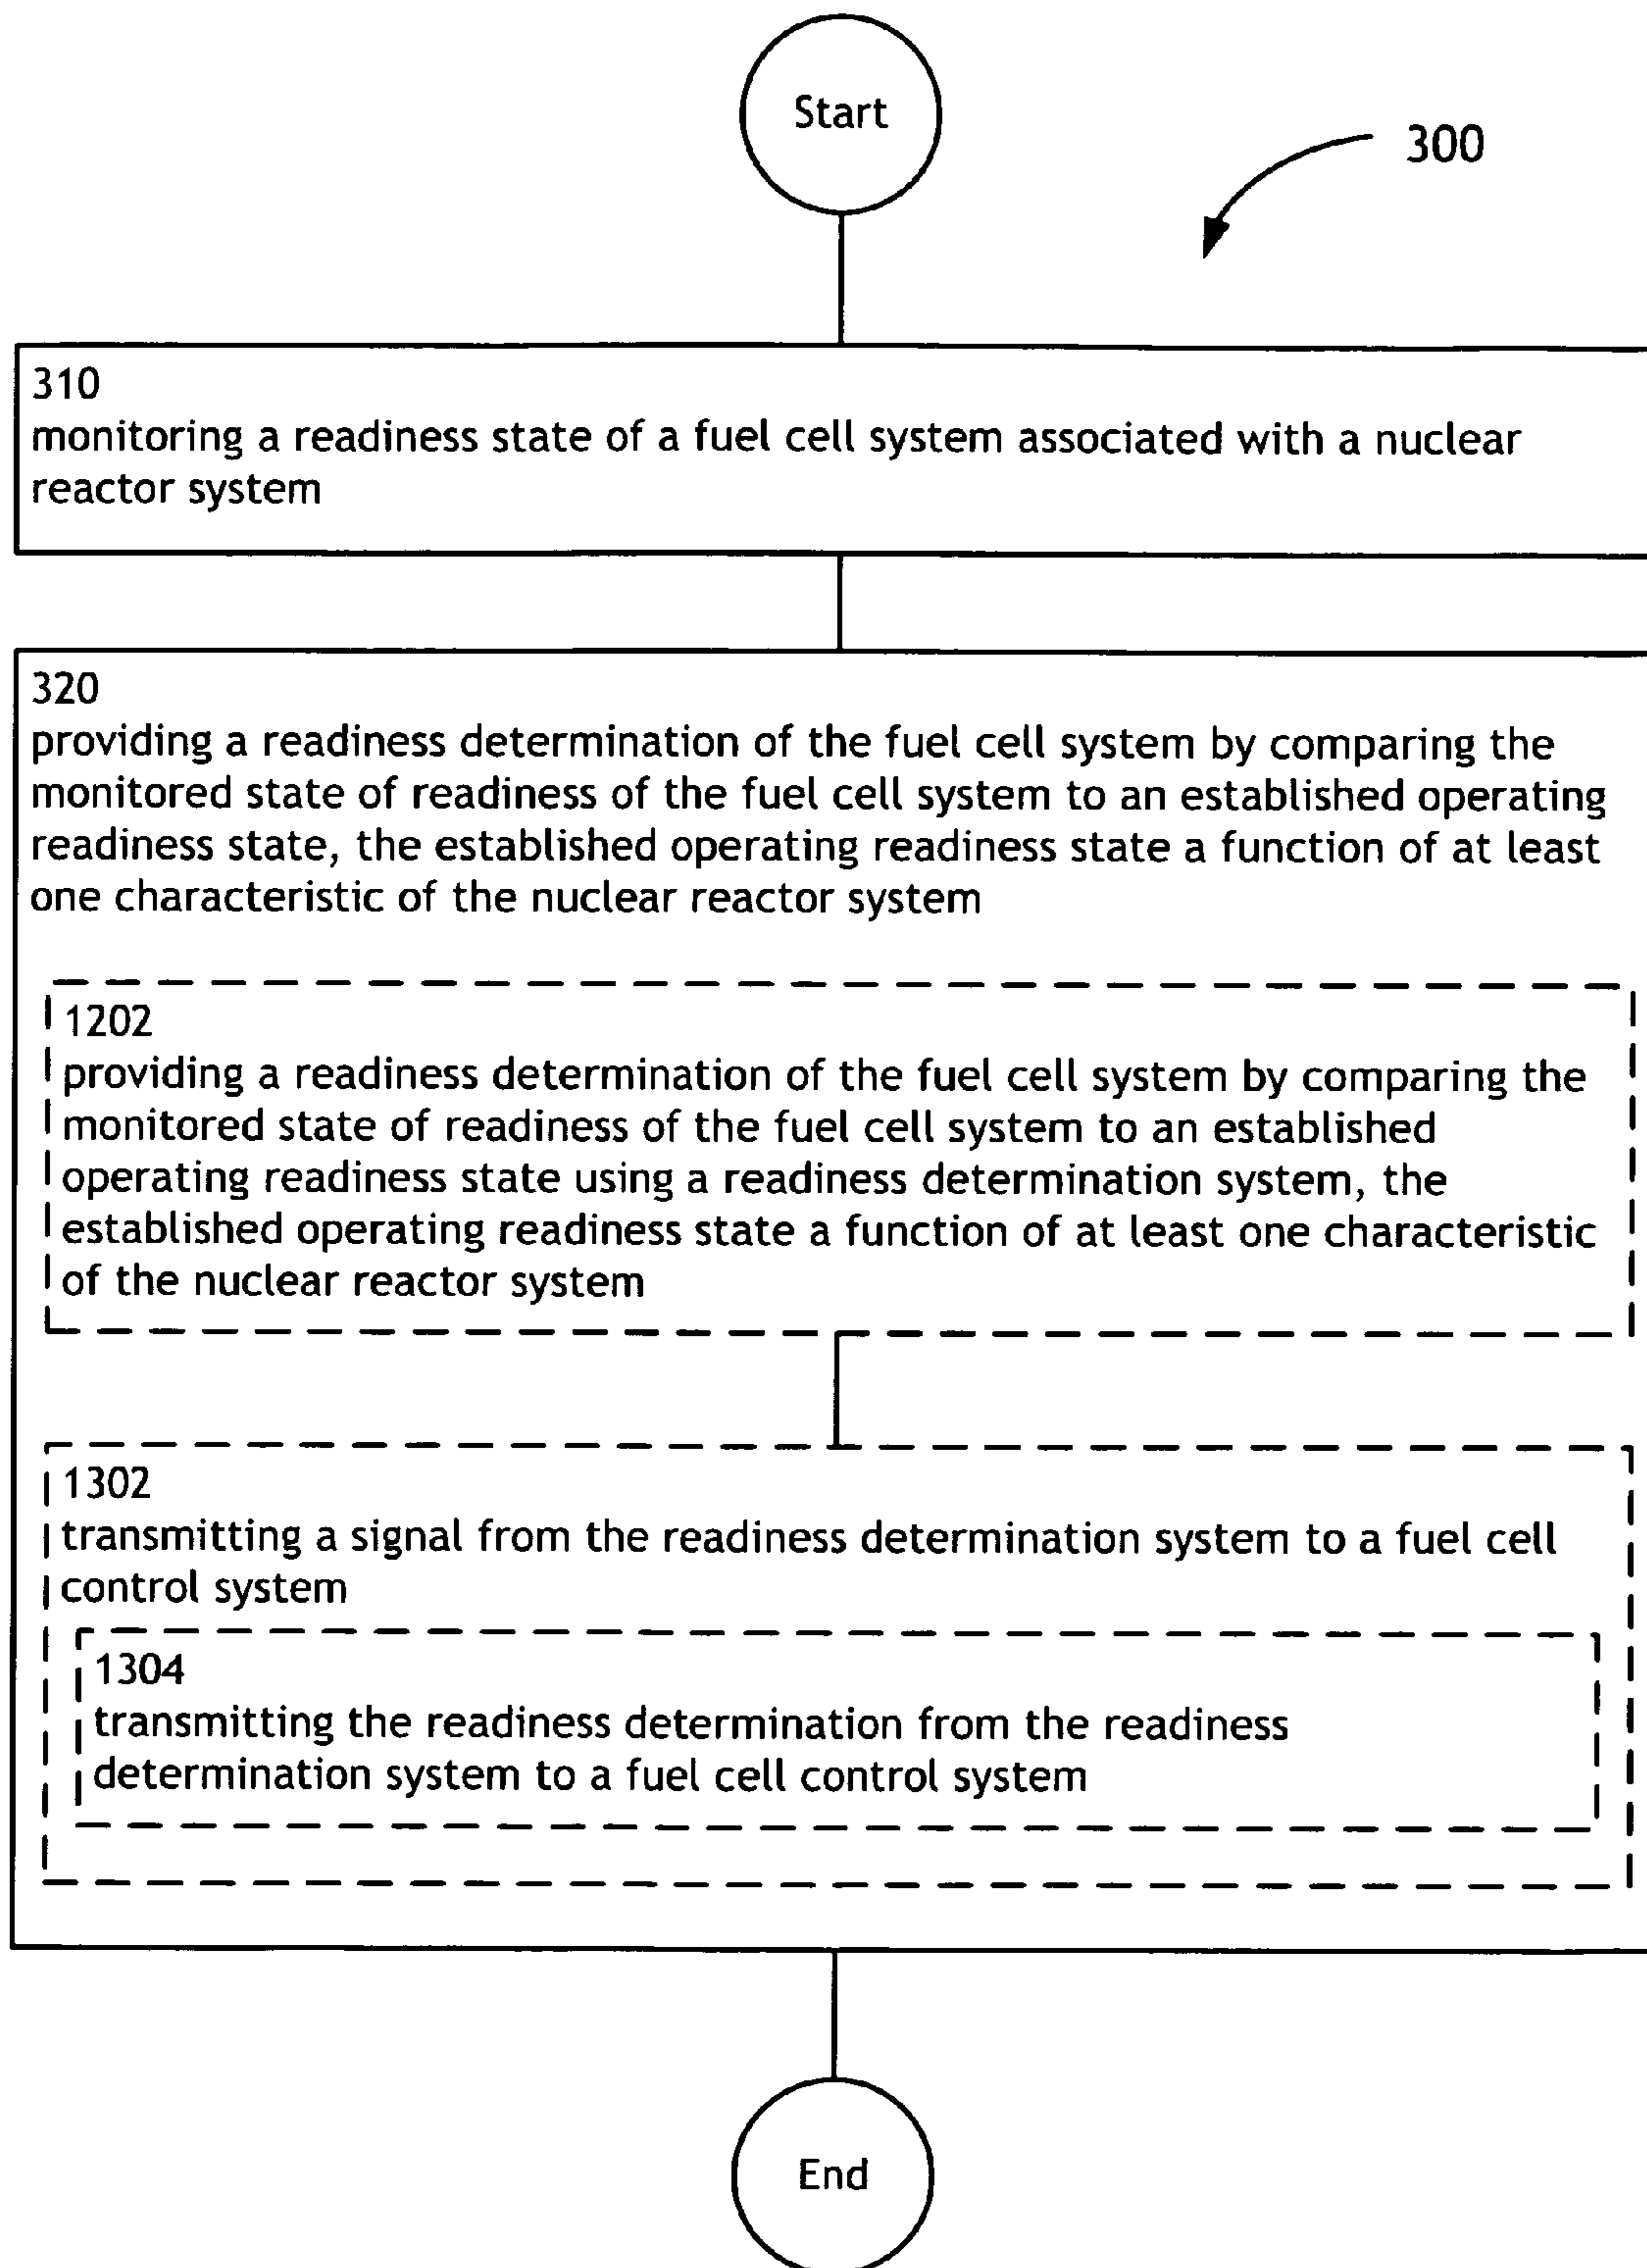 Start
300
310
monitoring a readiness state of a fuel cell system associated with a nuclear
reactor system
320
providing a readiness determination of the fuel cell system by comparing the
monitored state of readiness of the fuel cell system to an established operating
readiness state, the established operating readiness state a function of at least
one characteristic of the nuclear reactor system
1202
providing a readiness determination of the fuel cell system by comparing the
monitored state of readiness of the fuel cell system to an established
operating readiness state using a readiness determination system, the
established operating readiness state a function of at least one characteristic
of the nuclear reactor system
1302
transmitting a signal from the readiness determination system to a fuel cell
control system
1304
transmitting the readiness determination from the readiness
determination system to a fuel cell control system
End